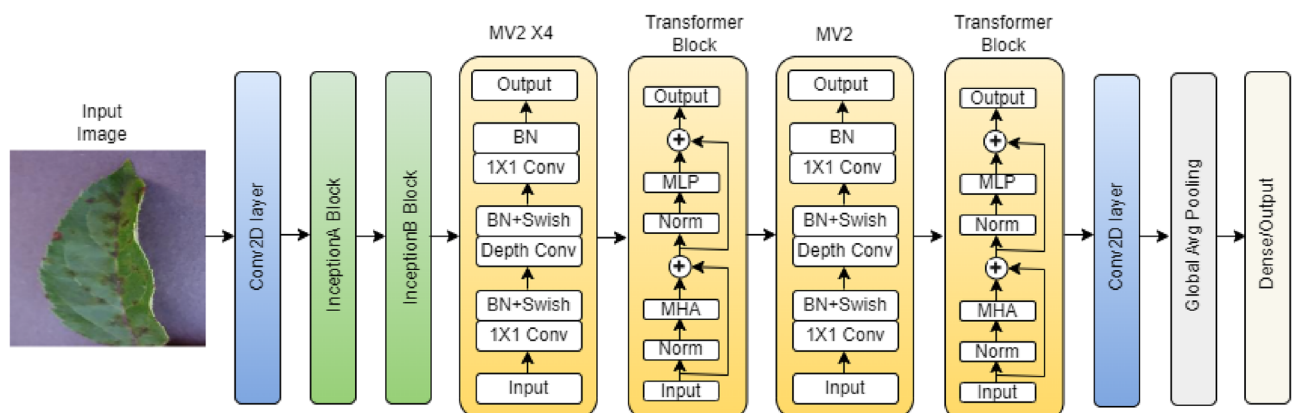 Input
Image
Conv2D layer
InceptionA Block
InceptionB Block
MV2 X4
Output
BN
1X1 Conv
BN+Swish
Depth Conv
BN+Swish
1X1 Conv
Input
Transformer
Block
Output
MLP
Norm
MHA
Norm
Input
MV2
Output
BN
1X1 Conv
BN+Swish
Depth Conv
BN+Swish
1X1 Conv
Input
Transformer
Block
Output
MLP
Norm
MHA
Norm
Input
Conv2D layer
Global Avg Pooling
Dense/Output